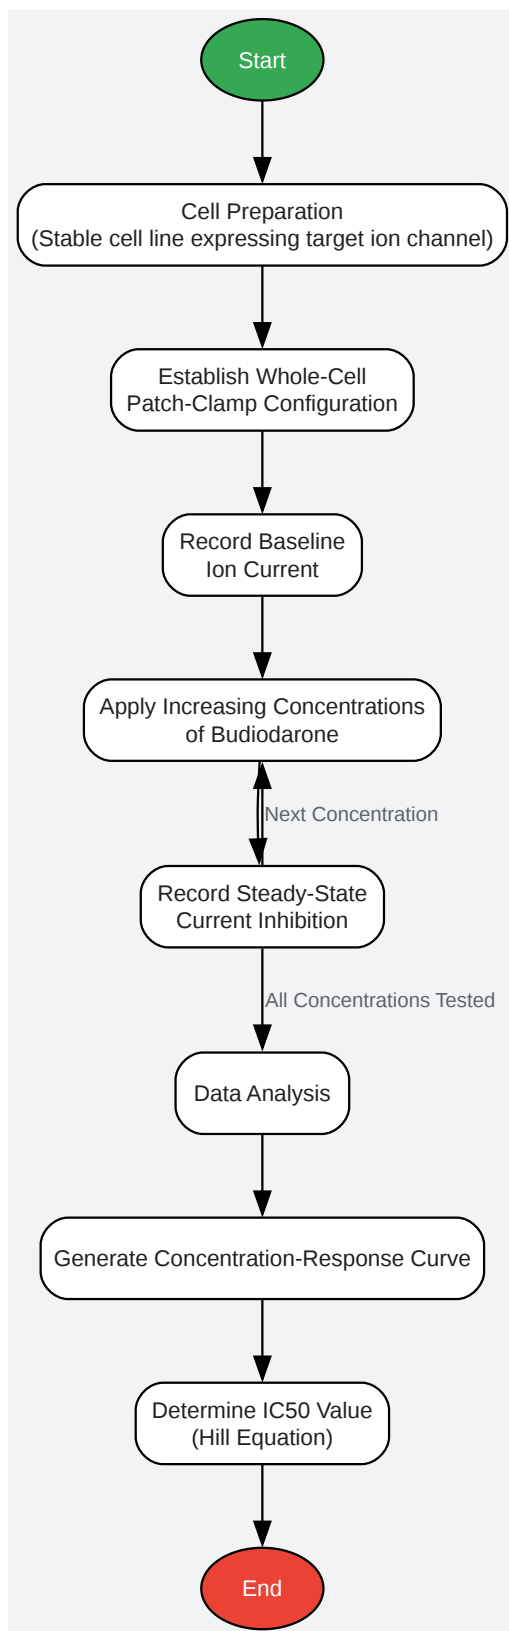 Start
Cell Preparation
(Stable cell line expressing target ion channel)
Establish Whole-Cell
Patch-Clamp Configuration
Record Baseline
Ion Current
Apply Increasing Concentrations
of Budiodarone
Next Concentration
Record Steady-State
Current Inhibition
All Concentrations Tested
Data Analysis
Generate Concentration-Response Curve
Determine IC50 Value
(Hill Equation)
End